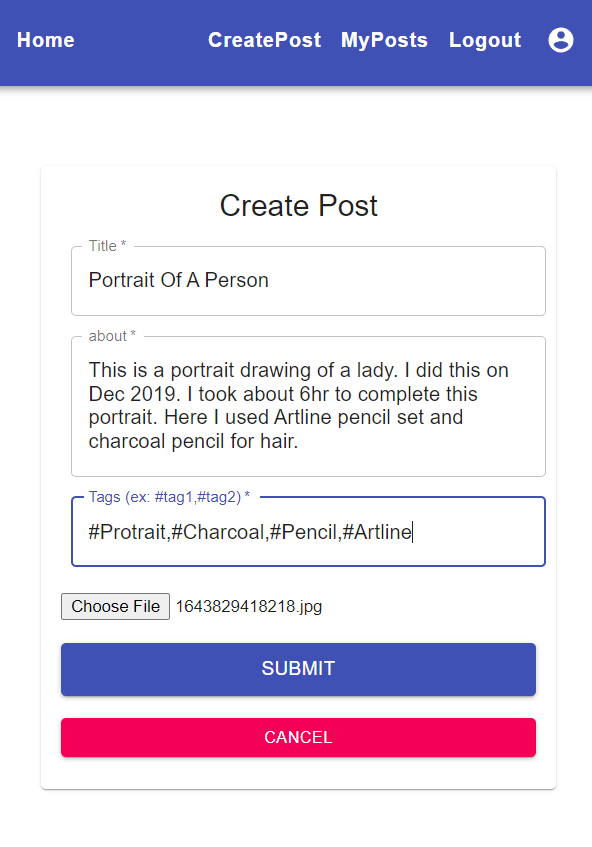 Home CreatePost MyPosts Logout
Create Post
Title *
Portrait Of A Person
about *
This is a portrait drawing of a lady. I did this on
Dec 2019. I took about 6hr to complete this
portrait. Here I used Artline pencil set and
charcoal pencil for hair.
Tags (ex: #tag1,#tag2) *
#Protrait,#Charcoal,#Pencil,#Artline
Choose File 1643829418218.jpg
SUBMIT
CANCEL